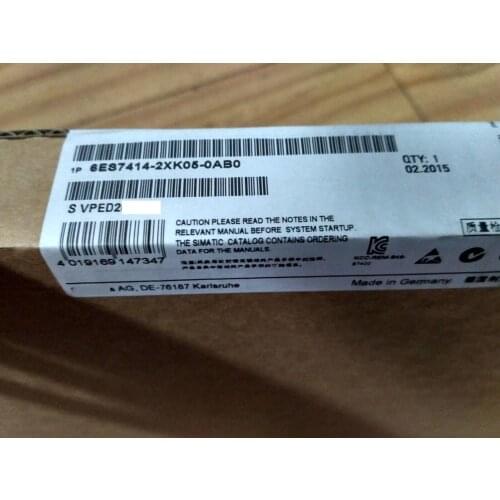 1P 6ES7414-2XK05-0AB0
QTY: 1
02.2015
S VPED2
CAUTION PLEASE READ THE NOTES IN THE
RELEVANT MANUAL BEFORE SYSTEM STARTUP.
THE SIMATIC CATALOG CONTAINS ORDERING
DATA FOR THE MANUALS.
4 019169 147347
AG, DE-76187 Karlsruhe
Made in Germany